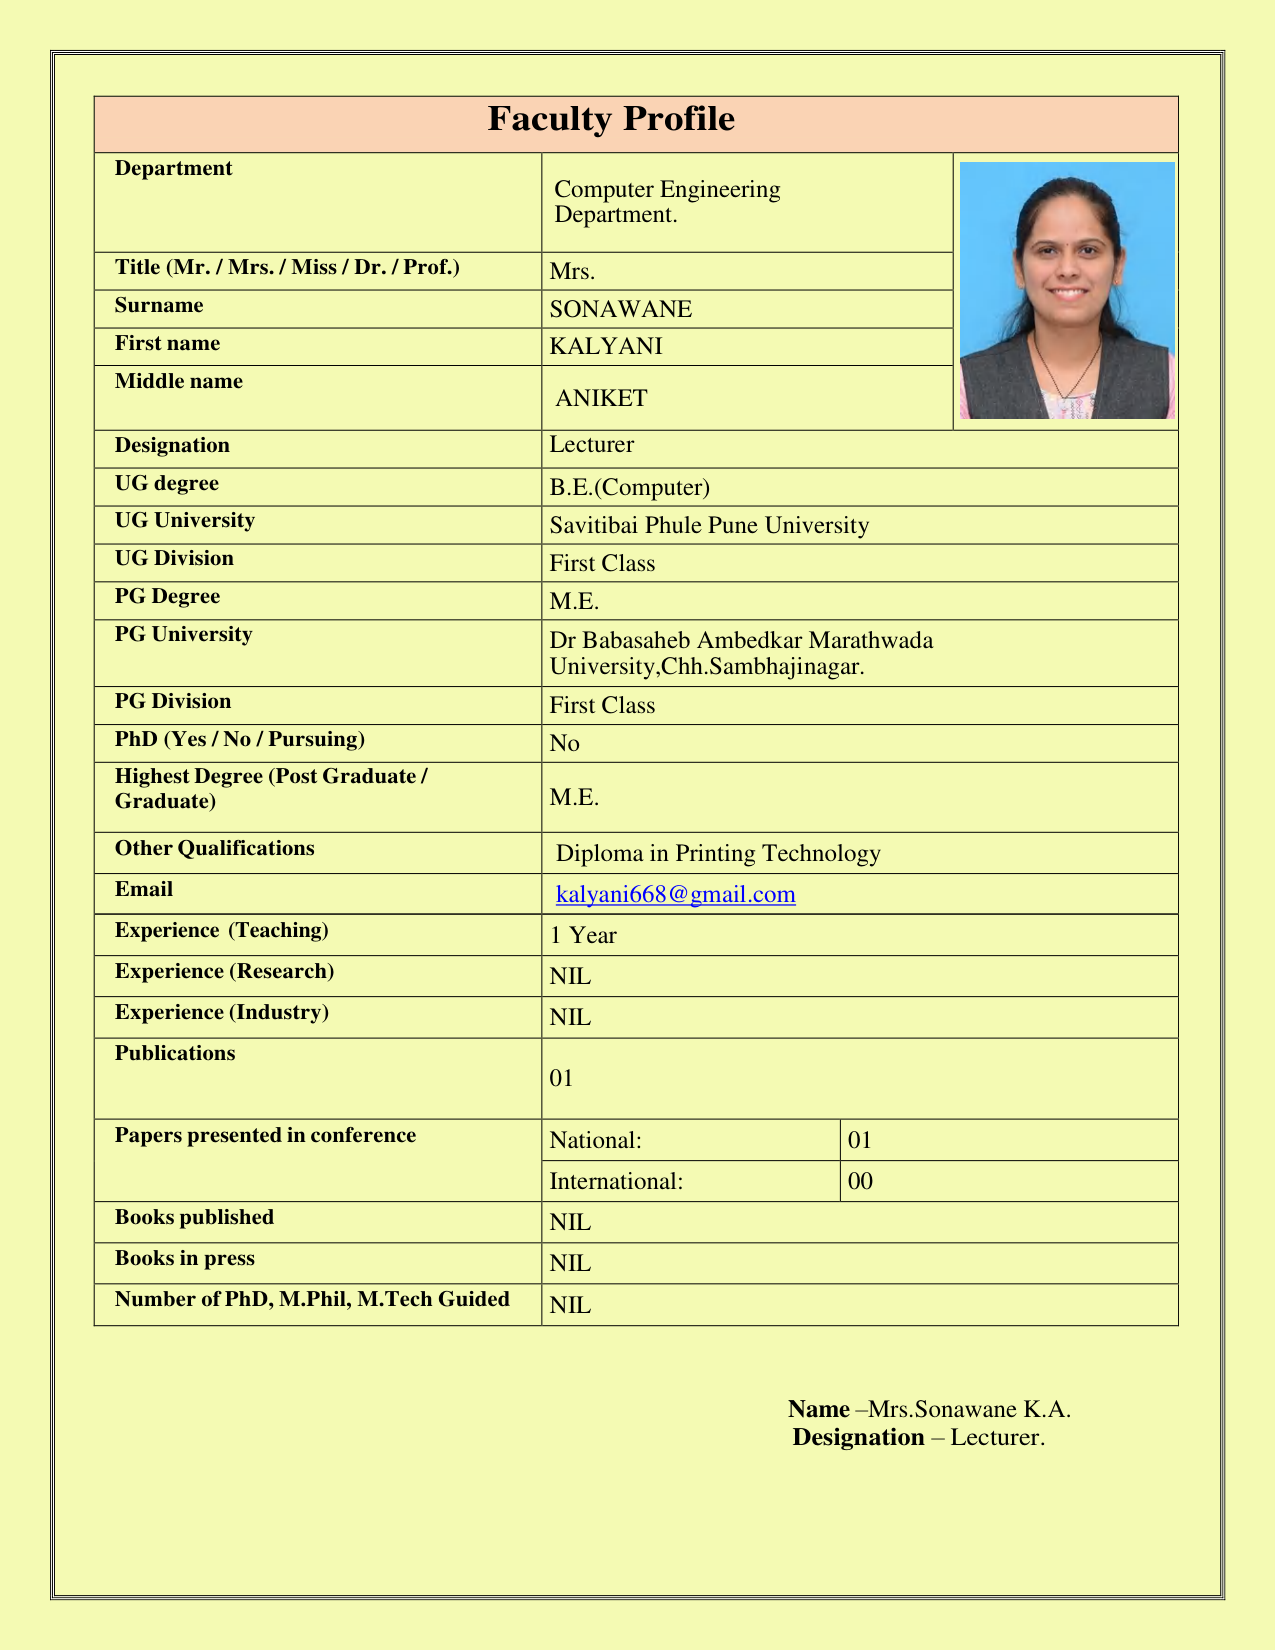 Faculty Profile
Department
Computer Engineering
Department.
Title (Mr. / Mrs. / Miss / Dr. / Prof.)
Mrs.
Surname
SONAWANE
First name
KALYANI
Middle name
ANIKET
Designation
Lecturer
UG degree
B.E.(Computer)
UG University
Savitibai Phule Pune University
UG Division
First Class
PG Degree
M.E.
PG University
Dr Babasaheb Ambedkar Marathwada
University,Chh.Sambhajinagar.
PG Division
First Class
PhD (Yes / No / Pursuing)
No
Highest Degree (Post Graduate /
Graduate)
M.E.
Other Qualifications
Diploma in Printing Technology
Email
kalyani668@gmail.com
Experience (Teaching)
1 Year
Experience (Research)
NIL
Experience (Industry)
NIL
Publications
01
Papers presented in conference
National:
01
International:
00
Books published
NIL
Books in press
NIL
Number of PhD, M.Phil, M.Tech Guided
NIL
Name –Mrs.Sonawane K.A.
Designation – Lecturer.